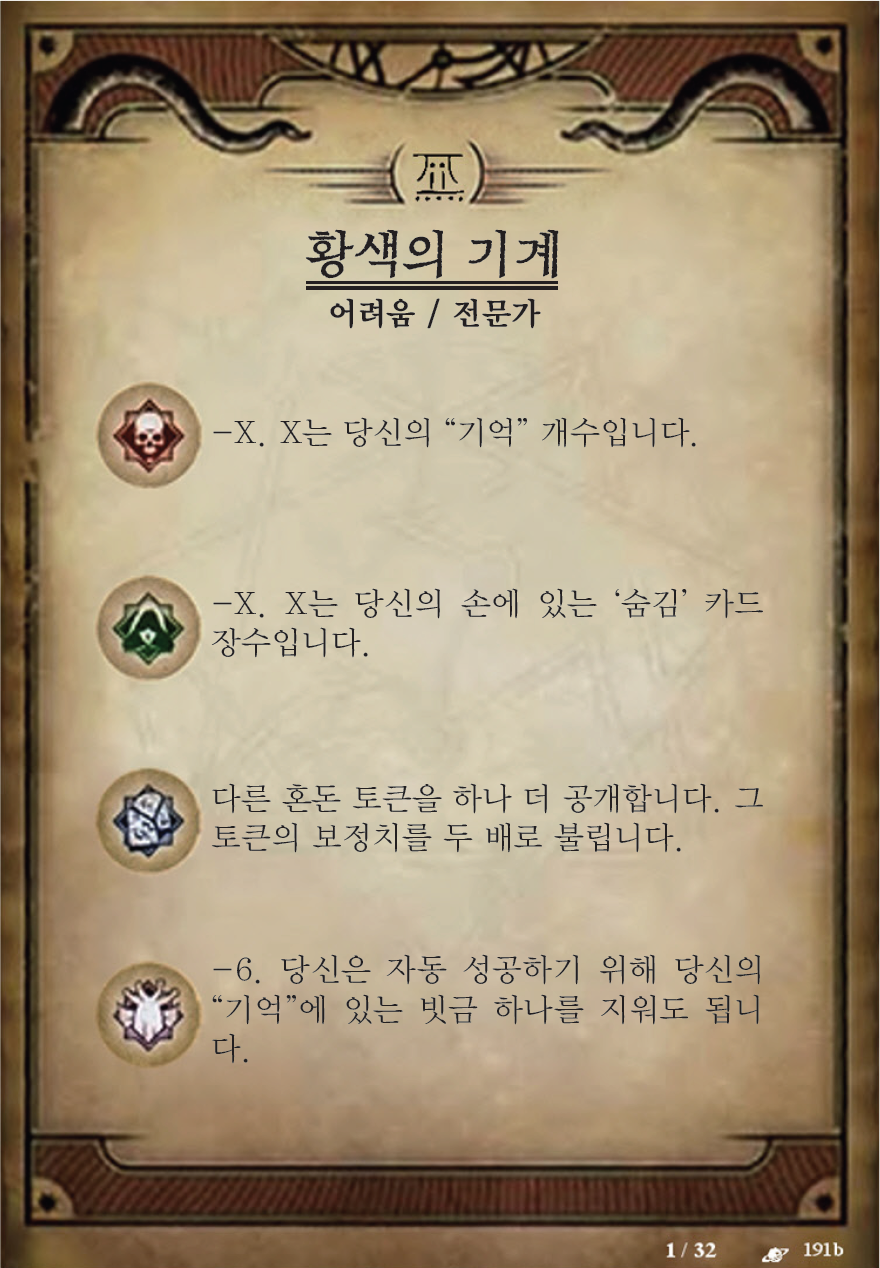 황색의 기계
어려움 / 전문가
-X. X는 당신의 “기억” 개수입니다.
-X. X는 당신의 손에 있는 ‘숨김’ 카드
장수입니다.
다른 혼돈 토큰을 하나 더 공개합니다. 그
토큰의 보정치를 두 배로 불립니다.
-6. 당신은 자동 성공하기 위해 당신의
“기억”에 있는 빗금 하나를 지워도 됩니
다.
1 / 32 191b